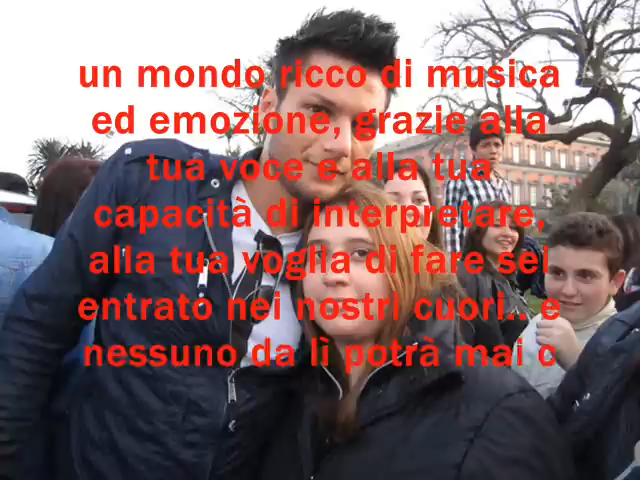 un mondo ricco di musica
ed emozione, grazie alla
tua voce e alla tua
capacità di interpretare,
alla tua voglia di fare sei
entrato nei nostri cuori.. e
nessuno da lì potrà mai c